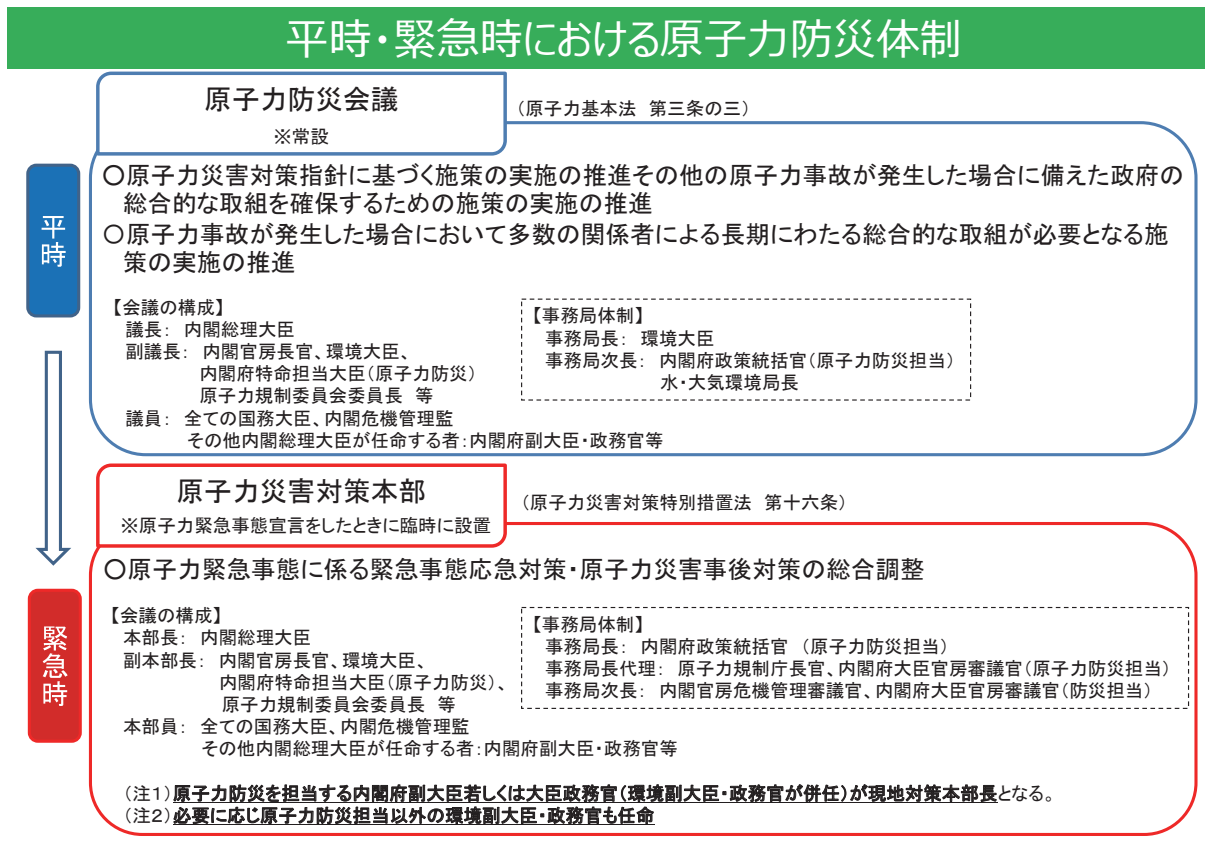 平時・緊急時における原子力防災体制
原子力防災会議
※常設
（原子力基本法　第三条の三）
平時
○原子力災害対策指針に基づく施策の実施の推進その他の原子力事故が発生した場合に備えた政府の
総合的な取組を確保するための施策の実施の推進
○原子力事故が発生した場合において多数の関係者による長期にわたる総合的な取組が必要となる施
策の実施の推進
【会議の構成】
議長： 内閣総理大臣
副議長： 内閣官房長官、環境大臣、
内閣府特命担当大臣（原子力防災）
原子力規制委員会委員長　等
議員： 全ての国務大臣、内閣危機管理監
その他内閣総理大臣が任命する者：内閣府副大臣・政務官等
【事務局体制】
事務局長： 環境大臣
事務局次長： 内閣府政策統括官（原子力防災担当）
水・大気環境局長
原子力災害対策本部
※原子力緊急事態宣言をしたときに臨時に設置
（原子力災害対策特別措置法　第十六条）
緊急時
○原子力緊急事態に係る緊急事態応急対策・原子力災害事後対策の総合調整
【会議の構成】
本部長： 内閣総理大臣
副本部長： 内閣官房長官、環境大臣、
内閣府特命担当大臣（原子力防災）、
原子力規制委員会委員長　等
本部員： 全ての国務大臣、内閣危機管理監
その他内閣総理大臣が任命する者：内閣府副大臣・政務官等
【事務局体制】
事務局長： 内閣府政策統括官 （原子力防災担当）
事務局長代理： 原子力規制庁長官、内閣府大臣官房審議官（原子力防災担当）
事務局次長： 内閣官房危機管理審議官、内閣府大臣官房審議官（防災担当）
（注１）原子力防災を担当する内閣府副大臣若しくは大臣政務官（環境副大臣・政務官が併任）が現地対策本部長となる。
（注２）必要に応じ原子力防災担当以外の環境副大臣・政務官も任命